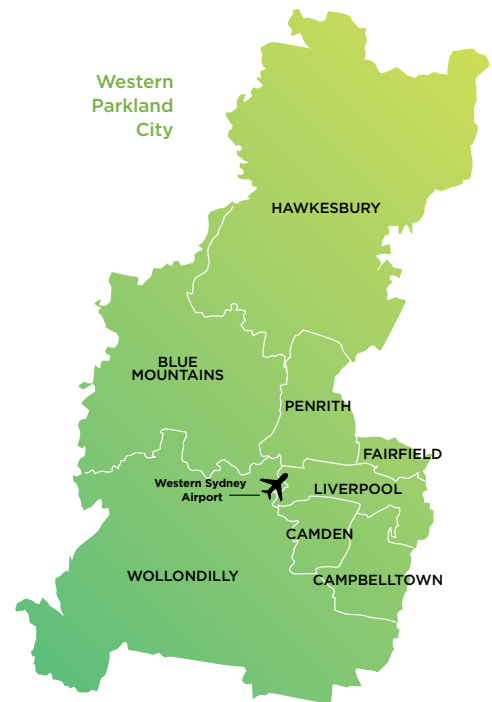 Western
Parkland
City
HAWKESBURY
BLUE
MOUNTAINS
PENRITH
FAIRFIELD
Western Sydney
Airport
LIVERPOOL
CAMDEN
WOLLONDILLY
CAMPBELLTOWN